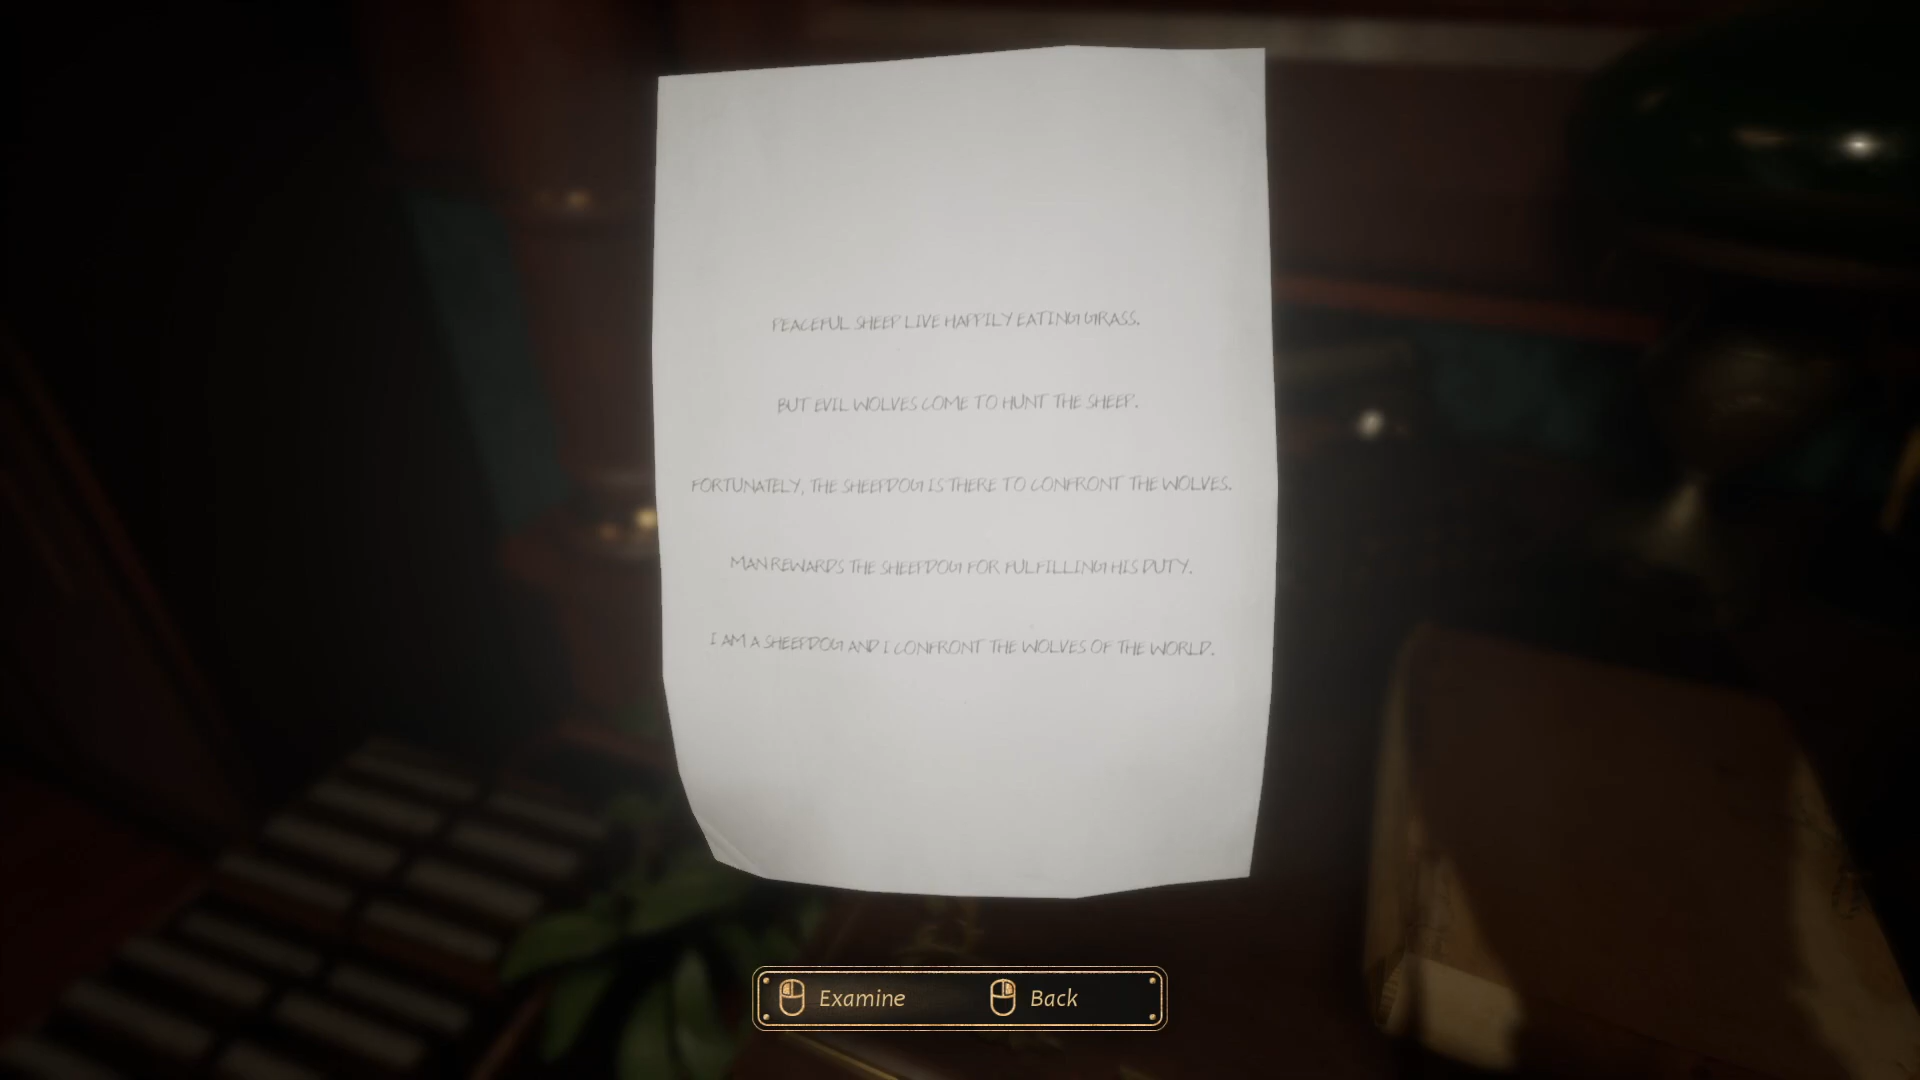 PEACEFUL SHEEP LIVE HAPPILY EATING GRASS.
BUT EVIL WOLVES COME TO HUNT THE SHEEP.
FORTUNATELY, THE SHEEPDOG IS THERE TO CONFRONT THE WOLVES.
MAN REWARDS THE SHEEPDOG FOR FULFILLING HIS DUTY.
I AM A SHEEPDOG AND I CONFRONT THE WOLVES OF THE WORLD.
Examine Back